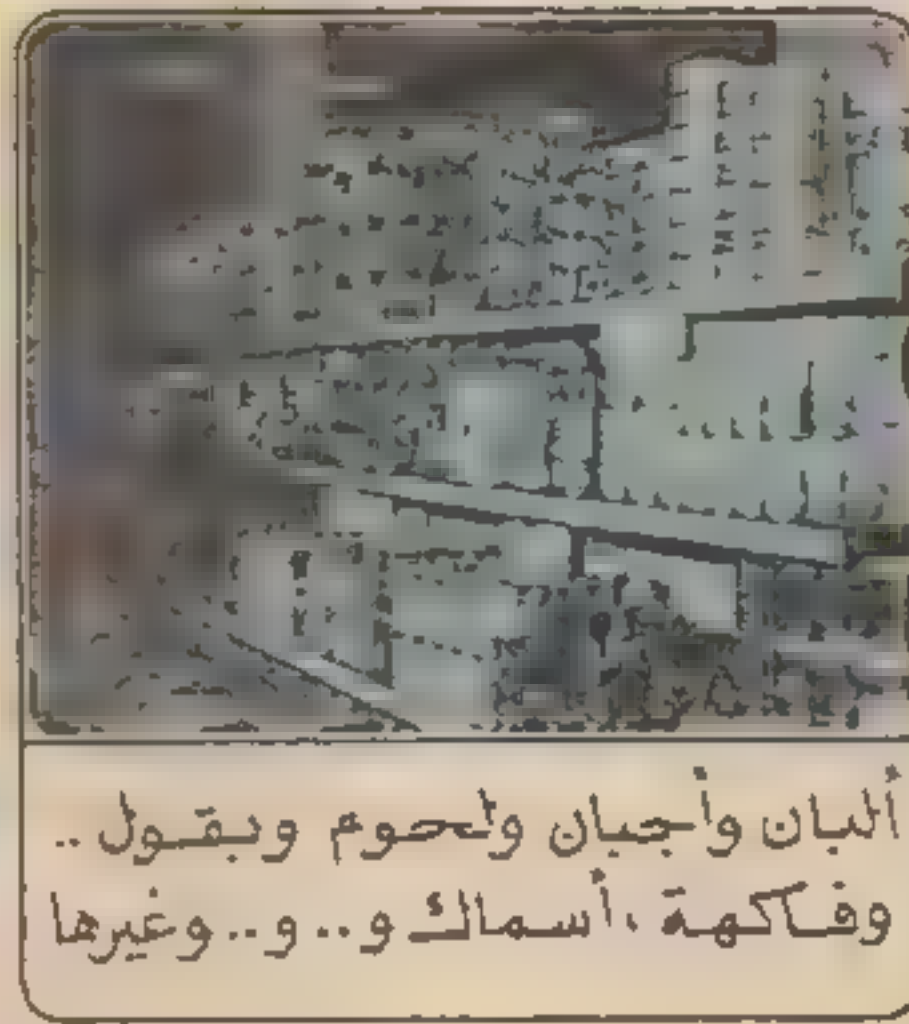 ألبان وأجبان ولحوم وبقول ..
وفاكهة ، أسماك و .. و .. وغيرها